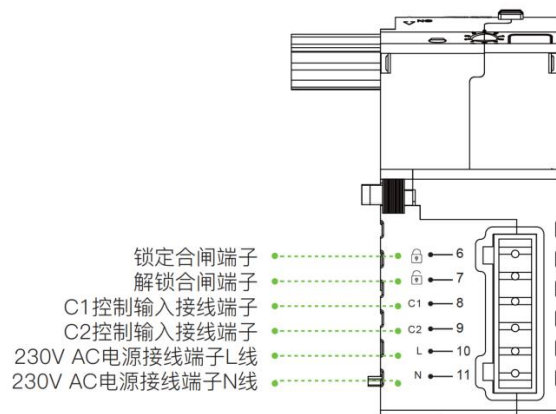 锁定合闸端子 6
解锁合闸端子 7
C1控制输入接线端子 C1 8
C2控制输入接线端子 C2 9
230V AC电源接线端子L线 L 10
230V AC电源接线端子N线 N 11